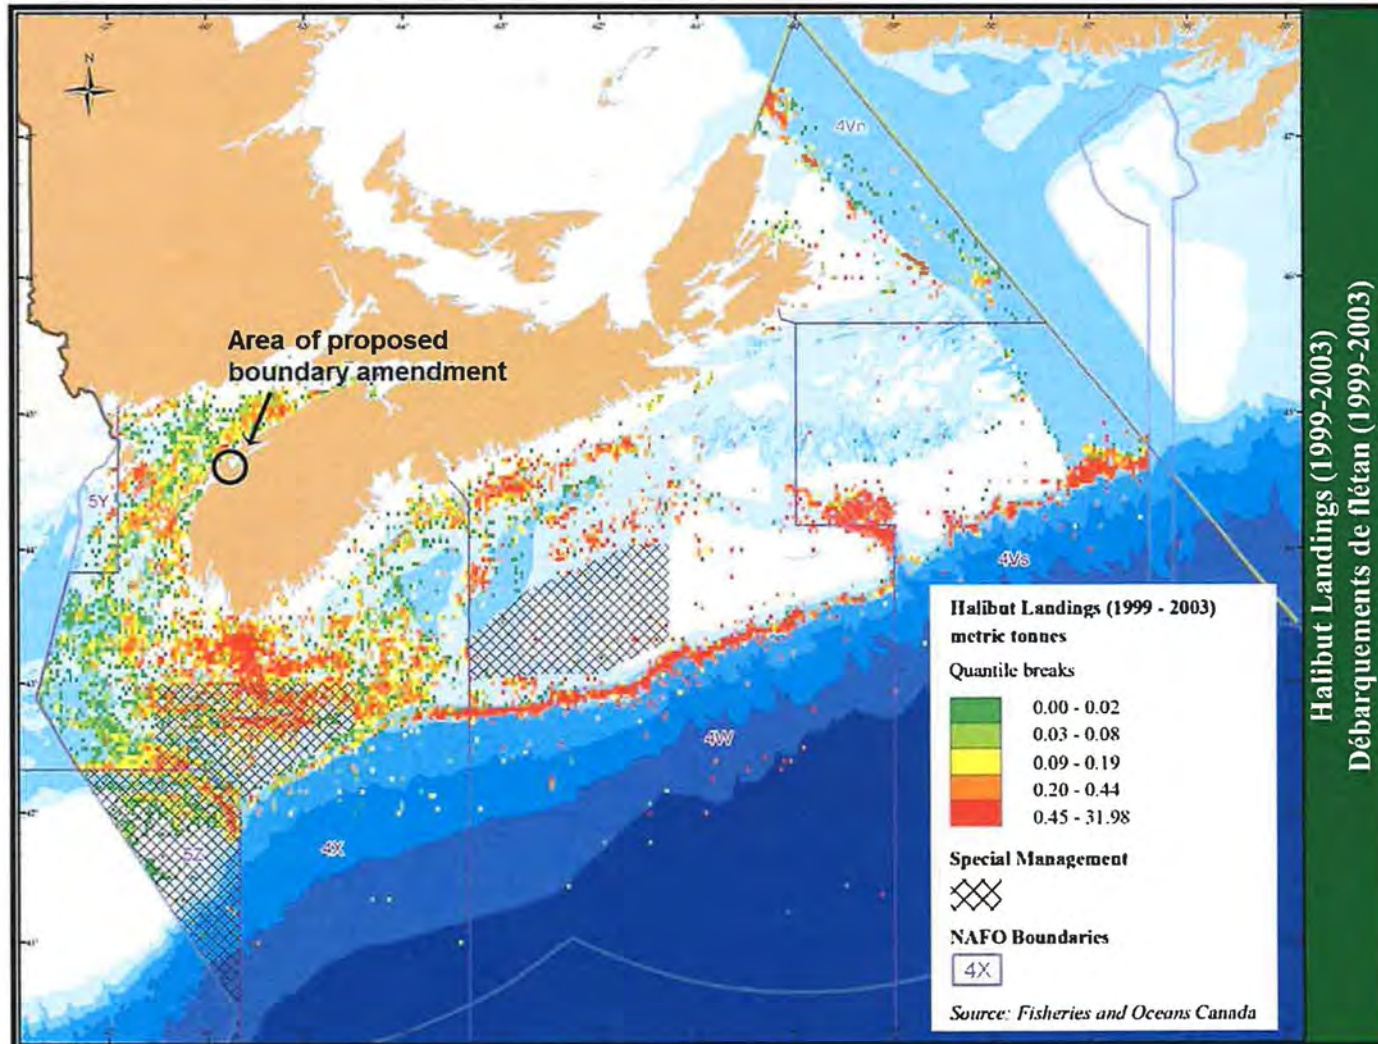 N
4Vn
Area of proposed
boundary amendment
5Y
4Vs
4W
4X
5Z
Halibut Landings (1999 - 2003)
metric tonnes
Quantile breaks
0.00 - 0.02
0.03 - 0.08
0.09 - 0.19
0.20 - 0.44
0.45 - 31.98
Special Management
NAFO Boundaries
4X
Source: Fisheries and Oceans Canada
Halibut Landings (1999-2003)
Débarquements de flétan (1999-2003)